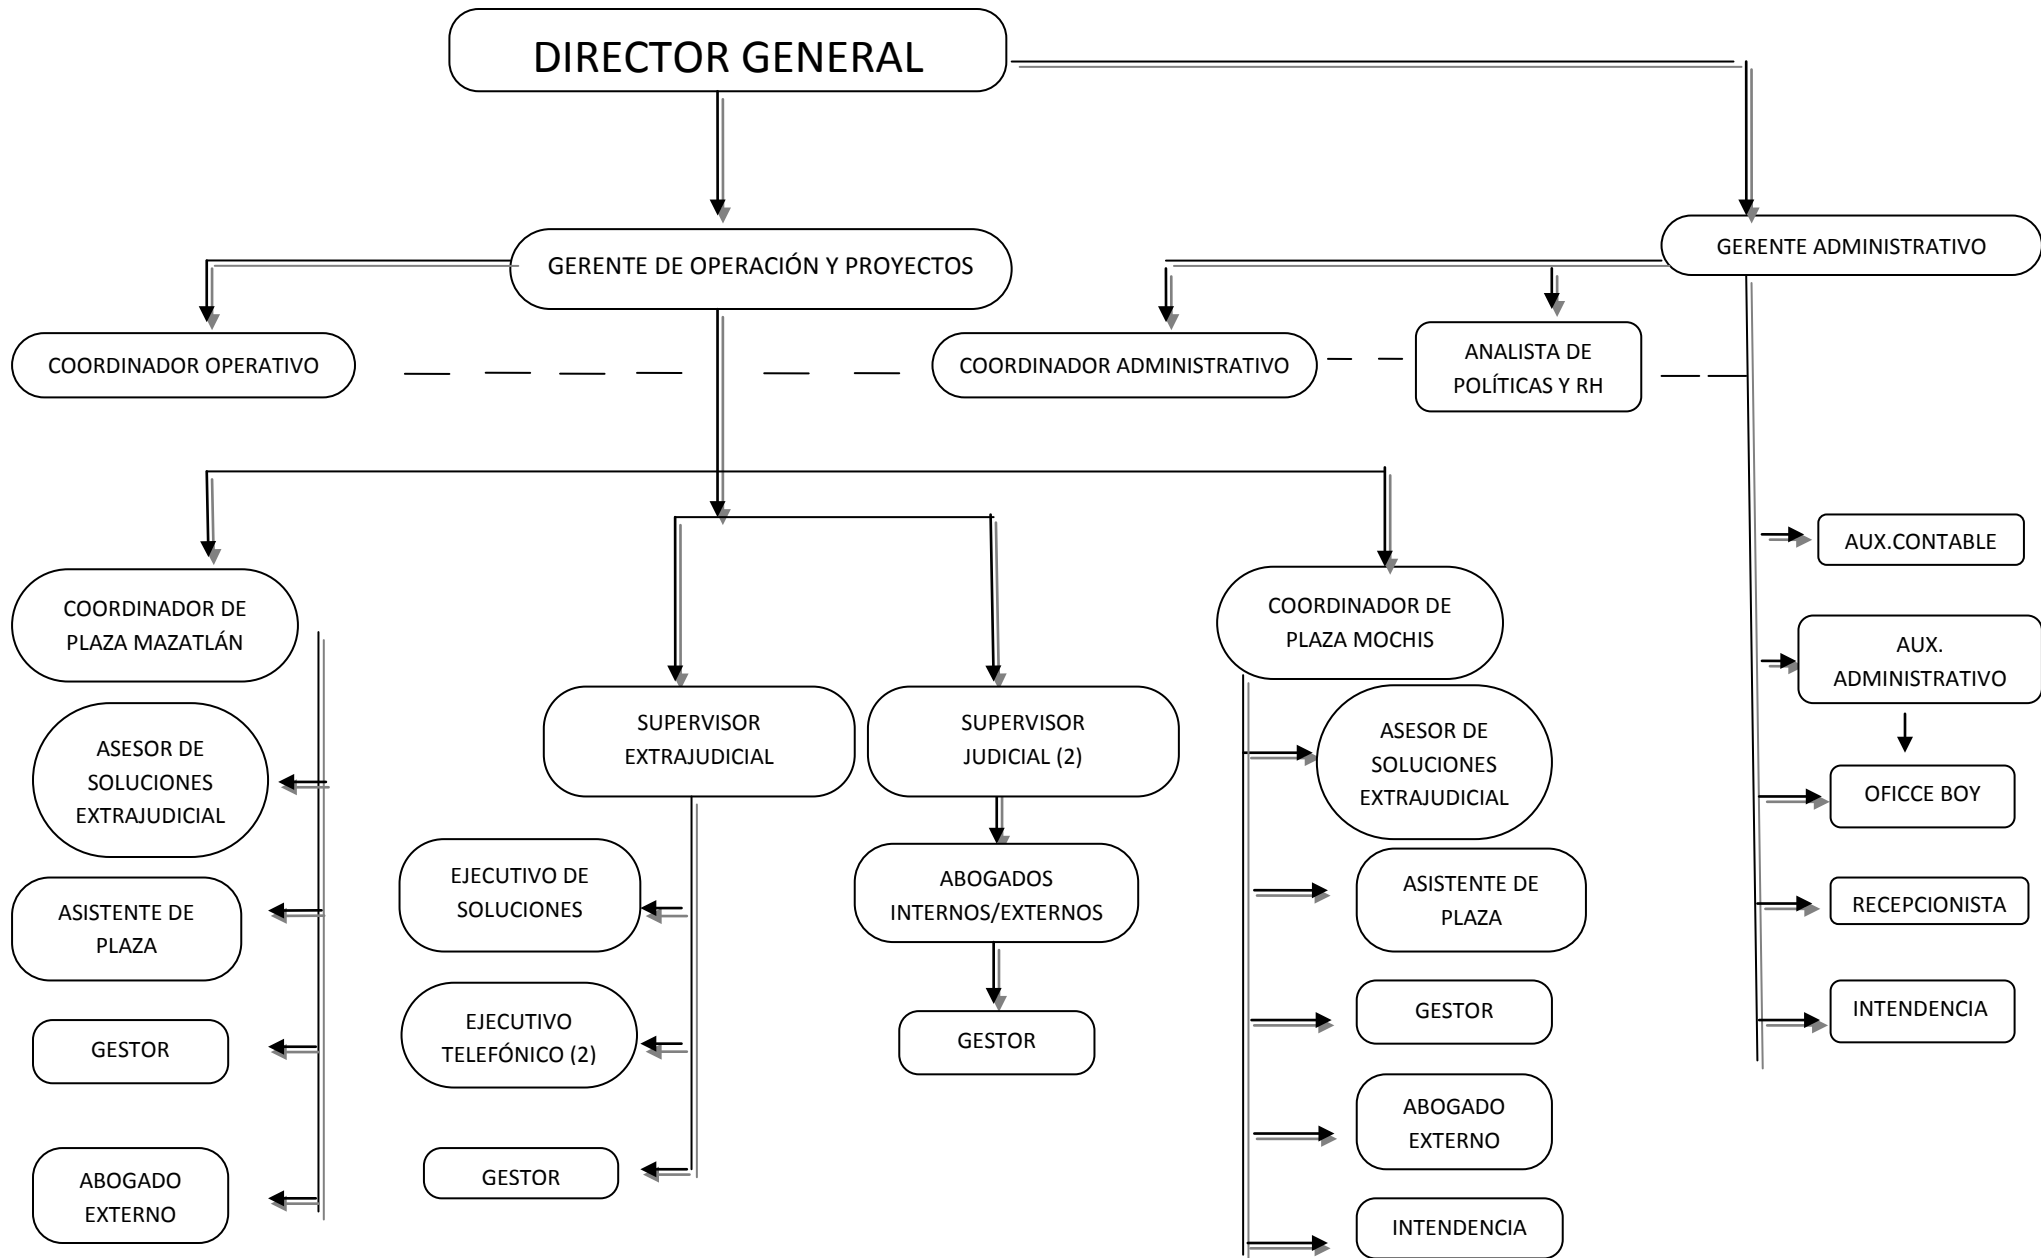 DIRECTOR GENERAL
GERENTE DE OPERACIÓN Y PROYECTOS
GERENTE ADMINISTRATIVO
COORDINADOR OPERATIVO
COORDINADOR ADMINISTRATIVO
ANALISTA DE
POLÍTICAS Y RH
COORDINADOR DE
PLAZA MAZATLÁN
ASESOR DE
SOLUCIONES
EXTRAJUDICIAL
ASISTENTE DE
PLAZA
GESTOR
ABOGADO
EXTERNO
SUPERVISOR
EXTRAJUDICIAL
EJECUTIVO DE
SOLUCIONES
EJECUTIVO
TELEFÓNICO (2)
GESTOR
SUPERVISOR
JUDICIAL (2)
ABOGADOS
INTERNOS/EXTERNOS
GESTOR
COORDINADOR DE
PLAZA MOCHIS
ASESOR DE
SOLUCIONES
EXTRAJUDICIAL
ASISTENTE DE
PLAZA
GESTOR
ABOGADO
EXTERNO
INTENDENCIA
AUX.CONTABLE
AUX.
ADMINISTRATIVO
OFICCE BOY
RECEPCIONISTA
INTENDENCIA